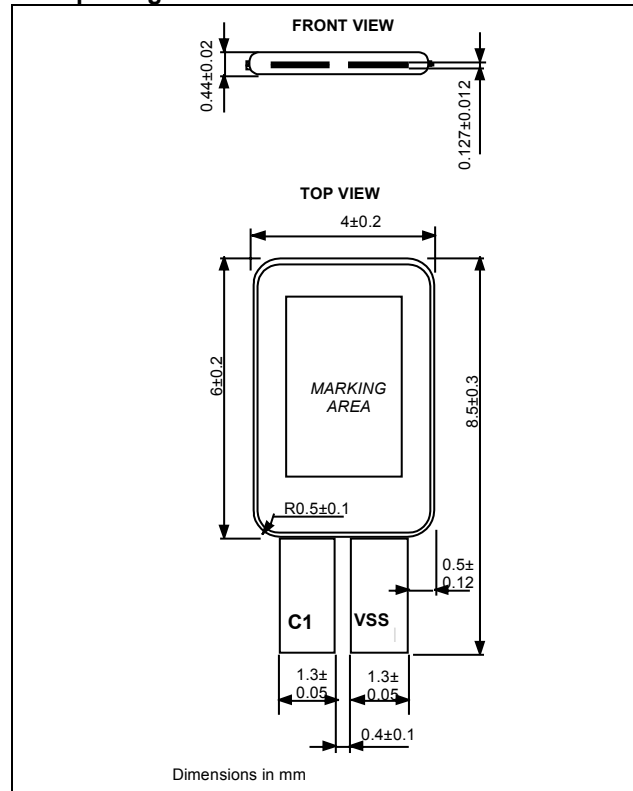 FRONT VIEW
0.44±0.02
0.127±0.012
TOP VIEW
4±0.2
6±0.2
MARKING
AREA
8.5±0.3
R0.5±0.1
0.5±
0.12
C1
VSS
1.3±
0.05
1.3±
0.05
0.4±0.1
Dimensions in mm